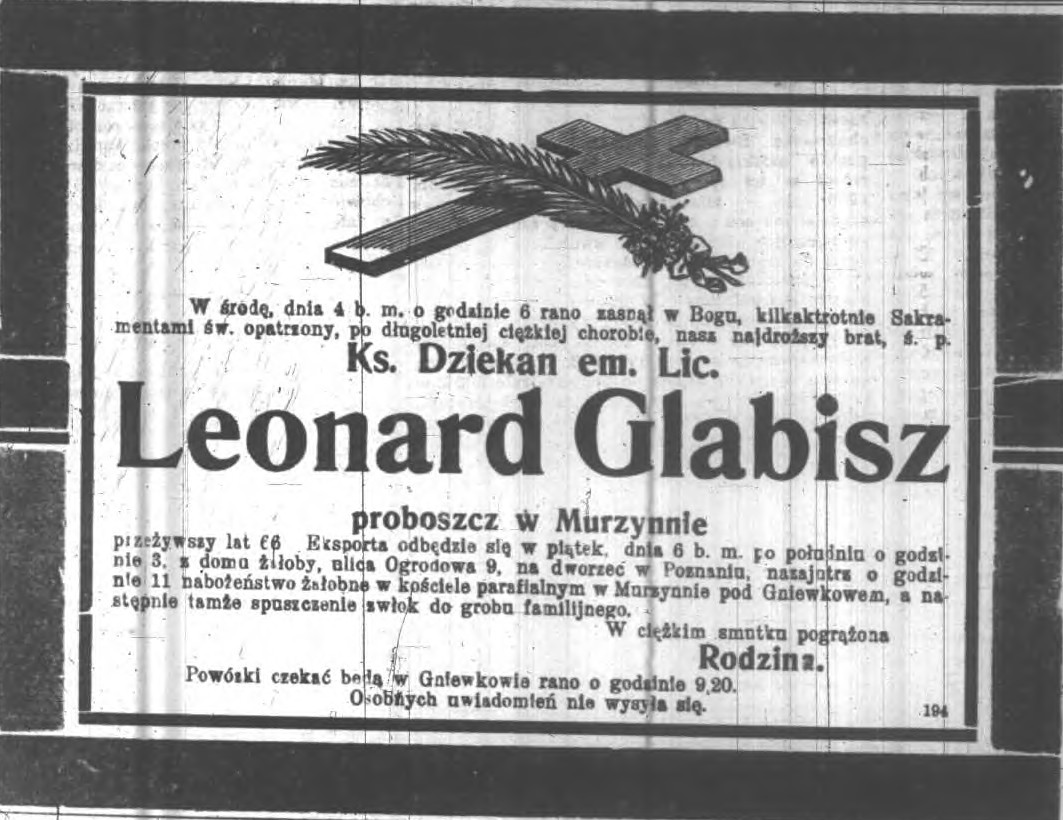 W środę, dnia 4 b. m. o godzinie 6 rano zasnął w Bogu, kilkaktrotnie Sakra-
mentami św. opatrzony, po długoletniej ciężkiej chorobie, nasz najdroższy brat, ś. p.
Ks. Dziekan em. Lic.
Leonard Glabisz
proboszcz w Murzynnie
przeżywszy lat 66 Eksporta odbędzie się w piątek, dnia 6 b. m. po południu o godzi-
nie 3. z domu żałoby, ulica Ogrodowa 9, na dworzec w Poznaniu, nazajutrz o godzi-
nie 11 nabożeństwo żałobne w kościele parafialnym w Murzynnie pod Gniewkowem, a na-
stępnie tamże spuszczenie zwłok do grobu familijnego.
W ciężkim smutku pogrążona
Rodzina.
Powózki czekać będą w Gniewkowie rano o godzinie 9,20.
Osobnych uwiadomień nie wysyła się.
194